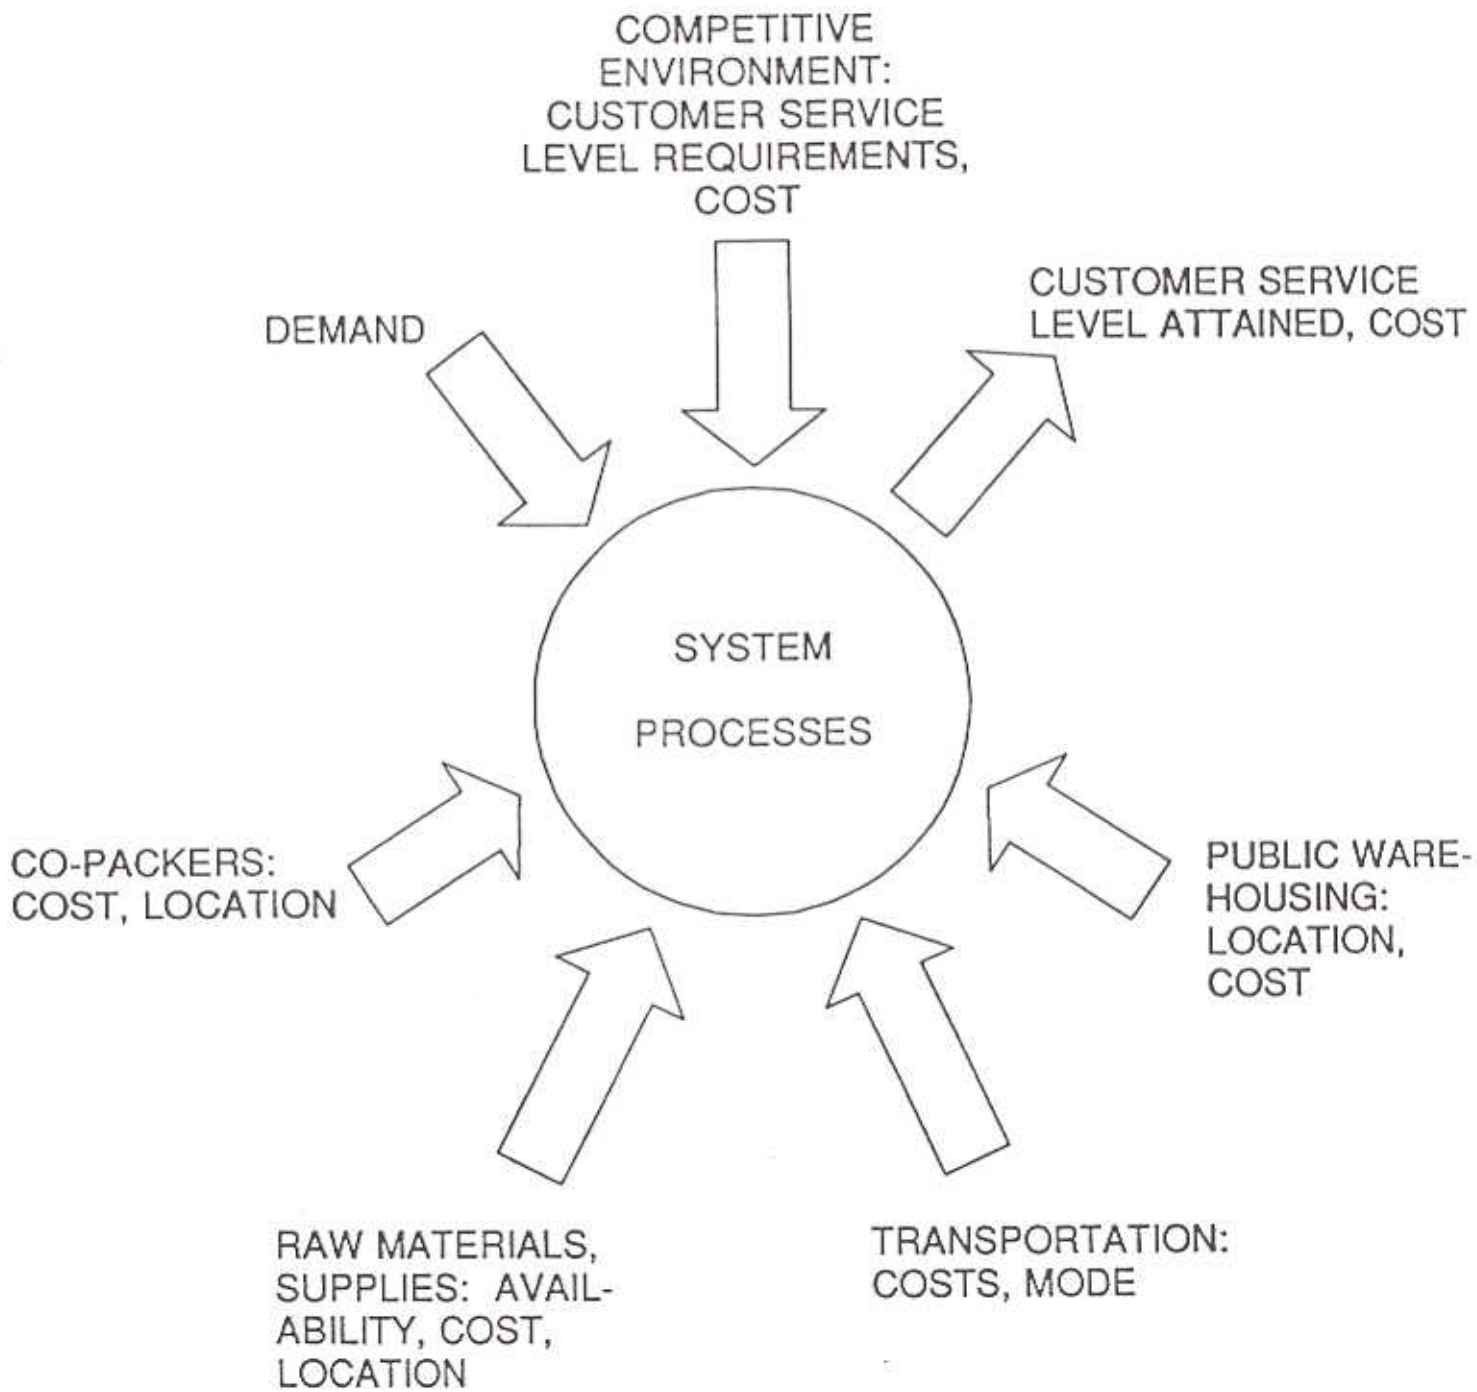 COMPETITIVE
ENVIRONMENT:
CUSTOMER SERVICE
LEVEL REQUIREMENTS,
COST
CUSTOMER SERVICE
LEVEL ATTAINED, COST
DEMAND
SYSTEM
PROCESSES
CO-PACKERS:
COST, LOCATION
PUBLIC WARE-
HOUSING:
LOCATION,
COST
RAW MATERIALS,
SUPPLIES: AVAIL-
ABILITY, COST,
LOCATION
TRANSPORTATION:
COSTS, MODE